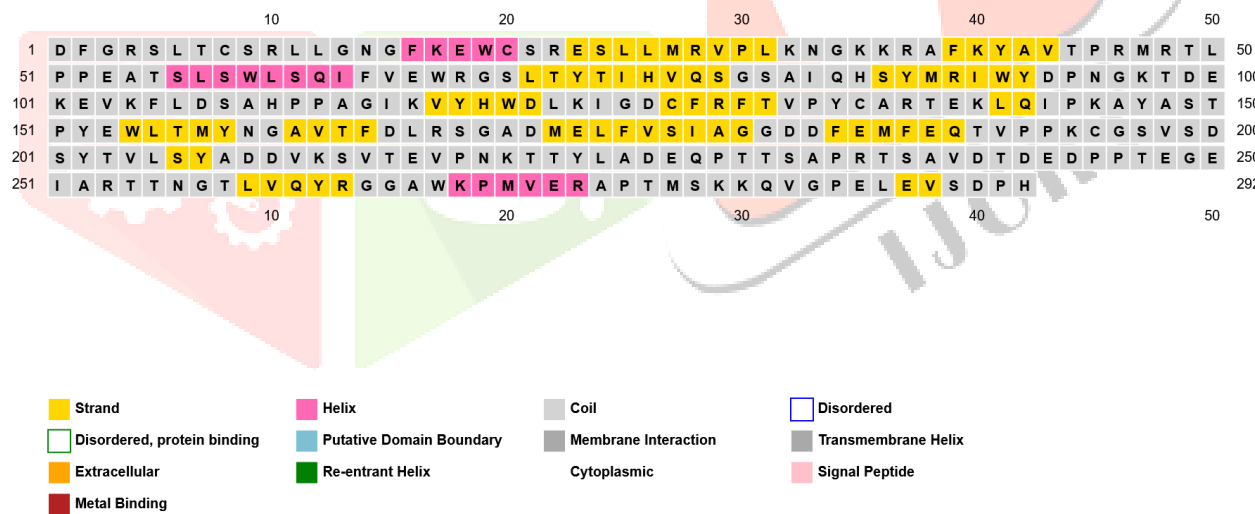 10 20 30 40 50
1 D F G R S L T C S R L L G N G F K E W C S R E S L L M R V P L K N G K K R A F K Y A V T P R M R T L 50
51 P P E A T S L S W L S Q I F V E W R G S L T Y T I H V Q S G S A I Q H S Y M R I W Y D P N G K T D E 100
101 K E V K F L D S A H P P A G I K V Y H W D L K I G D C F R F T V P Y C A R T E K L Q I P K A Y A S T 150
151 P Y E W L T M Y N G A V T F D L R S G A D M E L F V S I A G G D D F E M F E Q T V P P K C G S V S D 200
201 S Y T V L S Y A D D V K S V T E V P N K T T Y L A D E Q P T T S A P R T S A V D T D E D P P T E G E 250
251 I A R T T N G T L V Q Y R G G A W K P M V E R A P T M S K K Q V G P E L E V S D P H 292
10 20 30 40 50
Strand Helix Coil Disordered
Disordered, protein binding Putative Domain Boundary Membrane Interaction Transmembrane Helix
Extracellular Re-entrant Helix Cytoplasmic Signal Peptide
Metal Binding